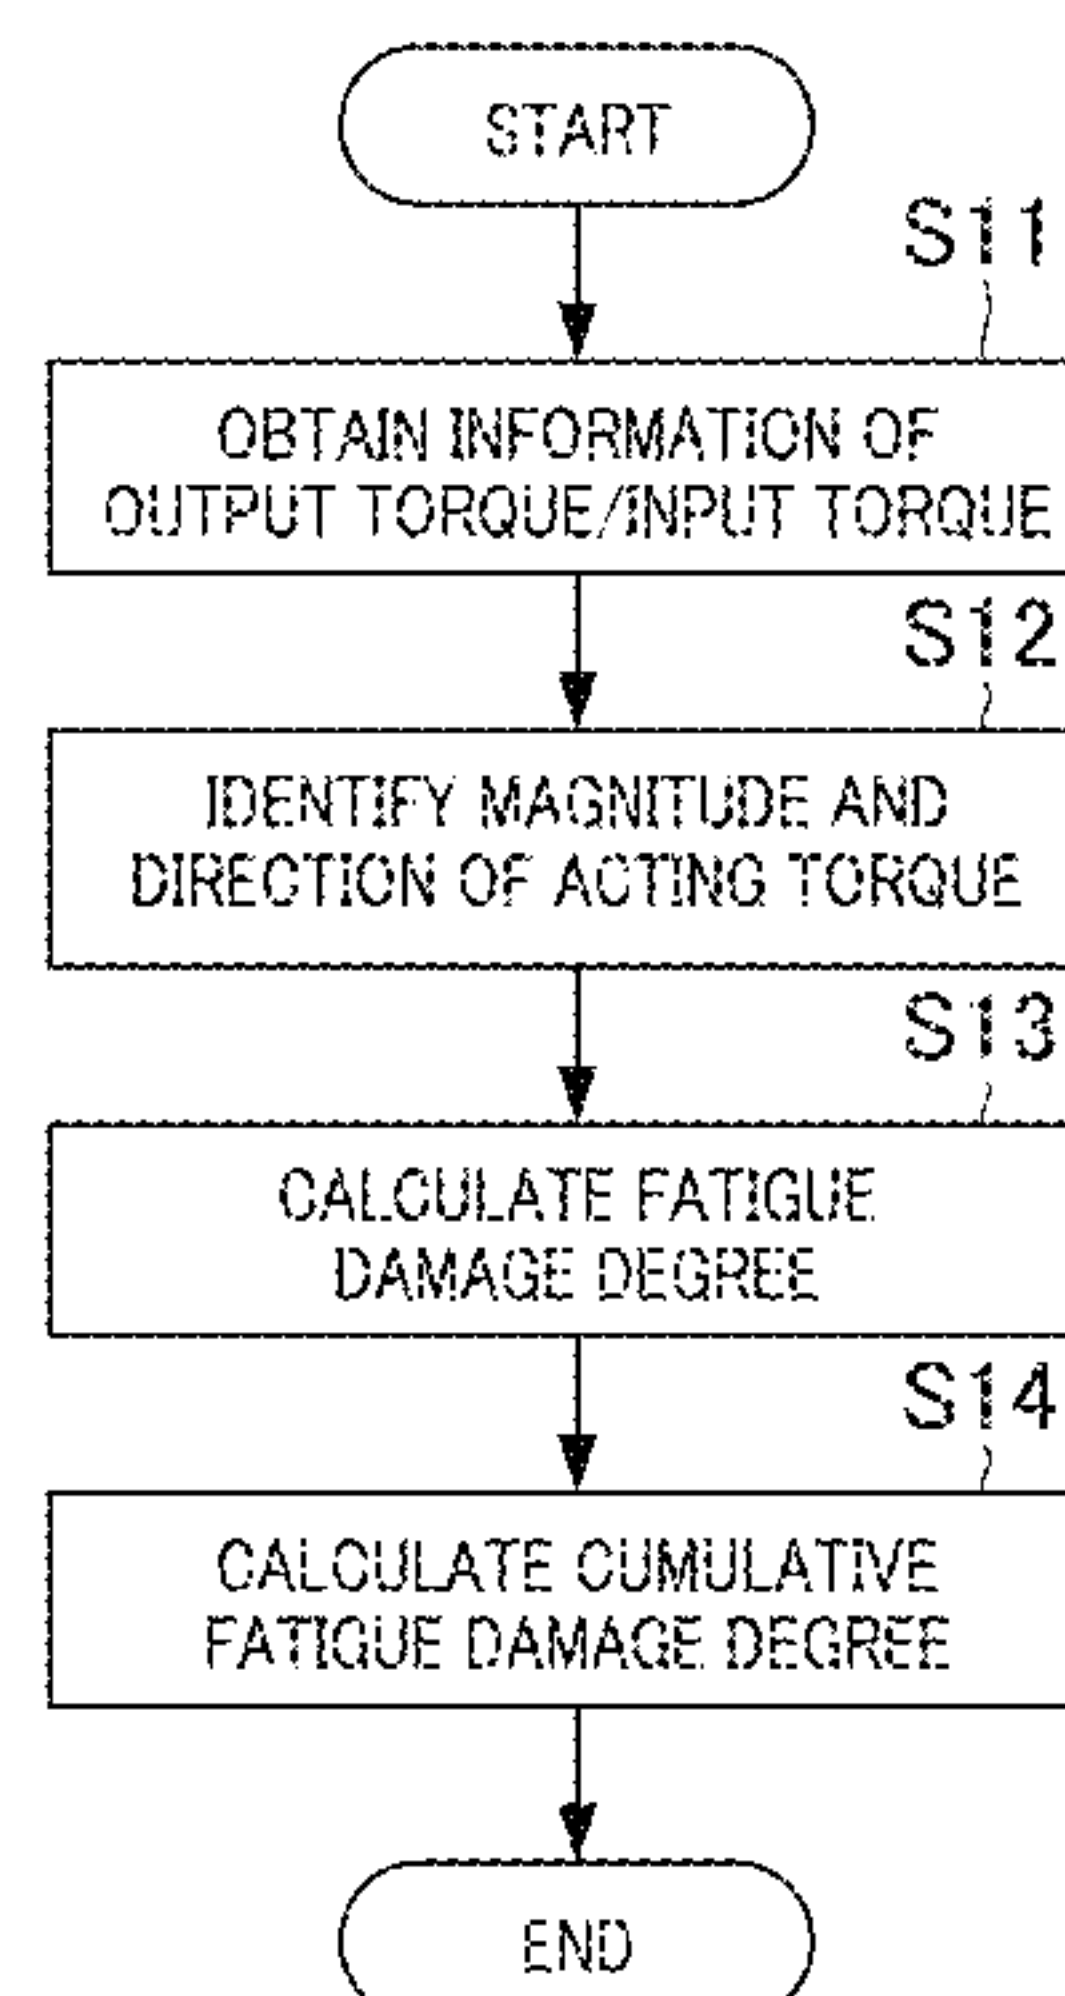 START
S11
OBTAIN INFORMATION OF
OUTPUT TORQUE/INPUT TORQUE
S12
IDENTIFY MAGNITUDE AND
DIRECTION OF ACTING TORQUE
S13
CALCULATE FATIGUE
DAMAGE DEGREE
S14
CALCULATE CUMULATIVE
FATIGUE DAMAGE DEGREE
END